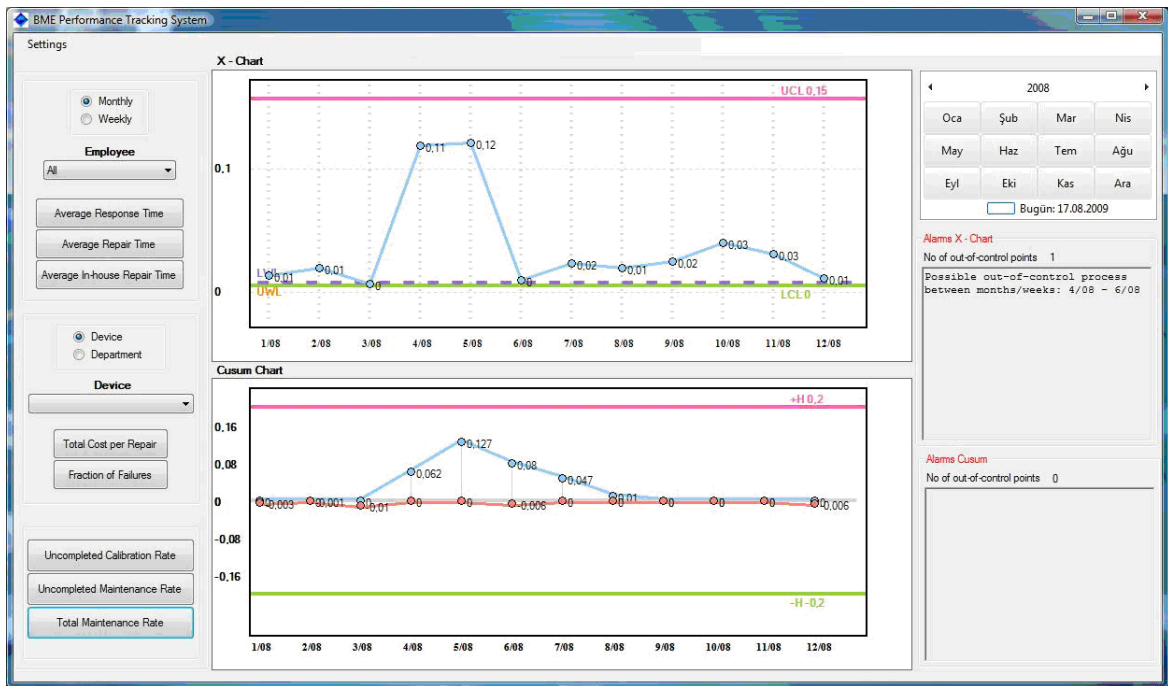 BME Performance Tracking System
Settings
Monthly
Weekly
Employee
All
Average Response Time
Average Repair Time
Average In-house Repair Time
Device
Department
Device
Total Cost per Repair
Fraction of Failures
Uncompleted Calibration Rate
Uncompleted Maintenance Rate
Total Maintenance Rate
X - Chart
UCL 0,15
0,1
0
LWL
UWL
LCL 0
0,01
0,01
0
0,11
0,12
0
0,02
0,01
0,02
0,03
0,03
0,01
1/08 2/08 3/08 4/08 5/08 6/08 7/08 8/08 9/08 10/08 11/08 12/08
Cusum Chart
+H 0,2
0,16
0,08
0
-0,08
-0,16
0,062
0,127
0,08
0,047
0,01
-0,003
-0,001
-0,01
0
0
-0,006
0
0
0
0
0
-0,006
-H -0,2
1/08 2/08 3/08 4/08 5/08 6/08 7/08 8/08 9/08 10/08 11/08 12/08
2008
Oca Şub Mar Nis
May Haz Tem Ağu
Eyl Eki Kas Ara
Bugün: 17.08.2009
Alarms X - Chart
No of out-of-control points 1
Possible out-of-control process
between months/weeks: 4/08 - 6/08
Alarms Cusum
No of out-of-control points 0